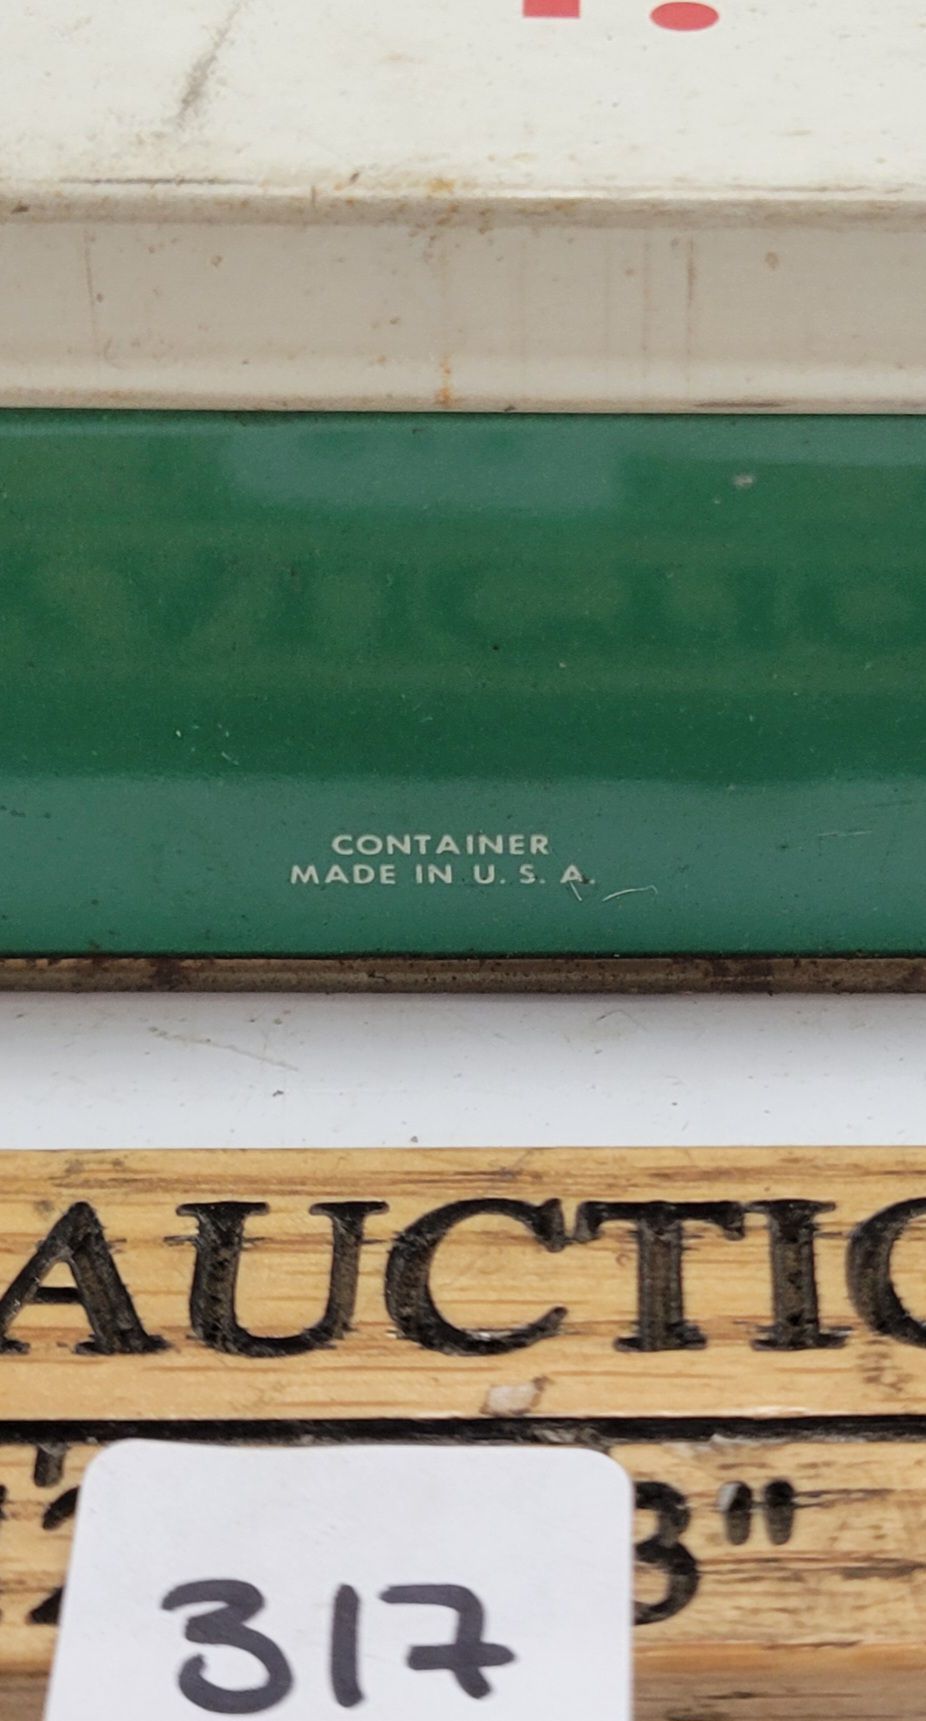 CONTAINER
MADE IN U. S. A.
AUCTIO
3"
317